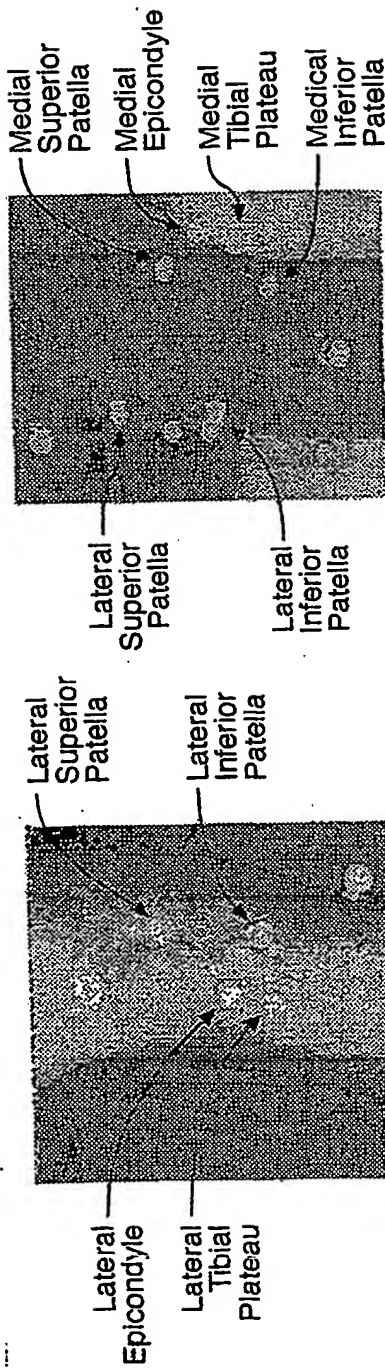 Lateral
Superior
Patella
Lateral
Inferior
Patella
Lateral
Epicondyle
Lateral
Tibial
Plateau
Medial
Superior
Patella
Medial
Epicondyle
Medial
Tibial
Plateau
Medical
Inferior
Patella
Lateral
Superior
Patella
Lateral
Inferior
Patella